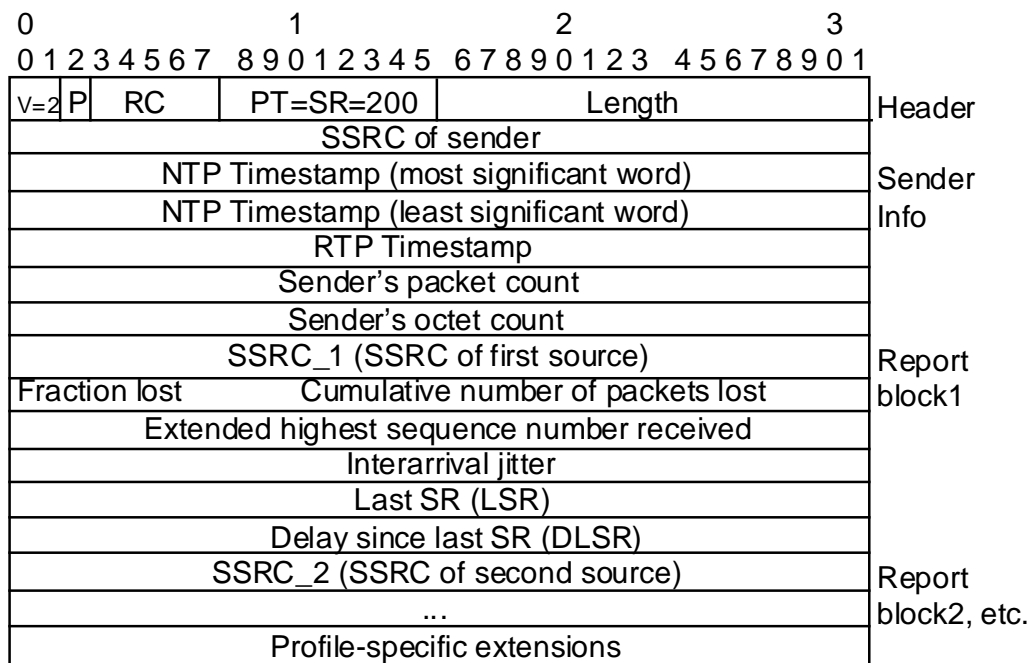 0 1 2 3
0 1 2 3 4 5 6 7 8 9 0 1 2 3 4 5 6 7 8 9 0 1 2 3 4 5 6 7 8 9 0 1
V=2 P RC PT=SR=200 Length Header
SSRC of sender
NTP Timestamp (most significant word) Sender
NTP Timestamp (least significant word) Info
RTP Timestamp
Sender’s packet count
Sender’s octet count
SSRC_1 (SSRC of first source) Report
Fraction lost Cumulative number of packets lost block1
Extended highest sequence number received
Interarrival jitter
Last SR (LSR)
Delay since last SR (DLSR)
SSRC_2 (SSRC of second source) Report
... block2, etc.
Profile-specific extensions